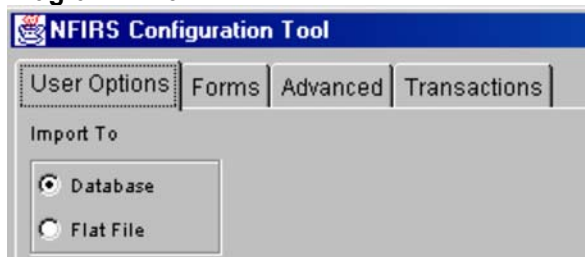 NFIRS Configuration Tool
User Options Forms Advanced Transactions
Import To
Database
Flat File